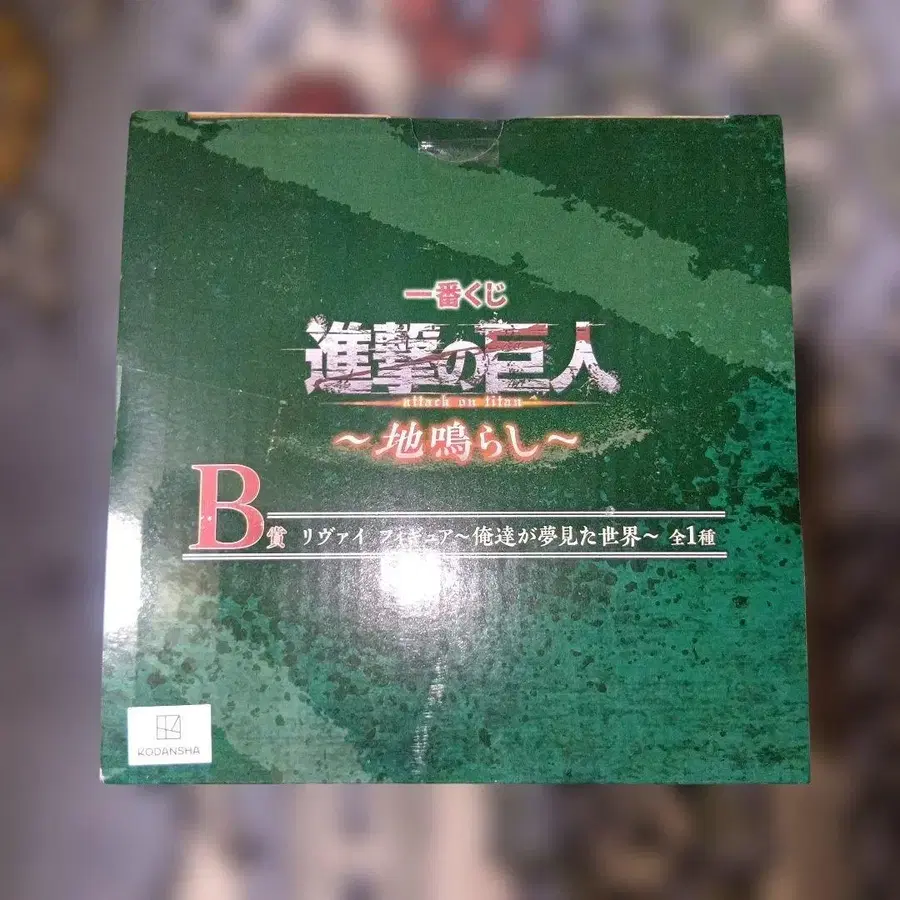 一番くじ
進撃の巨人
attack on titan
～地鳴らし～
B賞 リヴァイ フィギュア～俺達が夢見た世界～ 全1種
KODANSHA